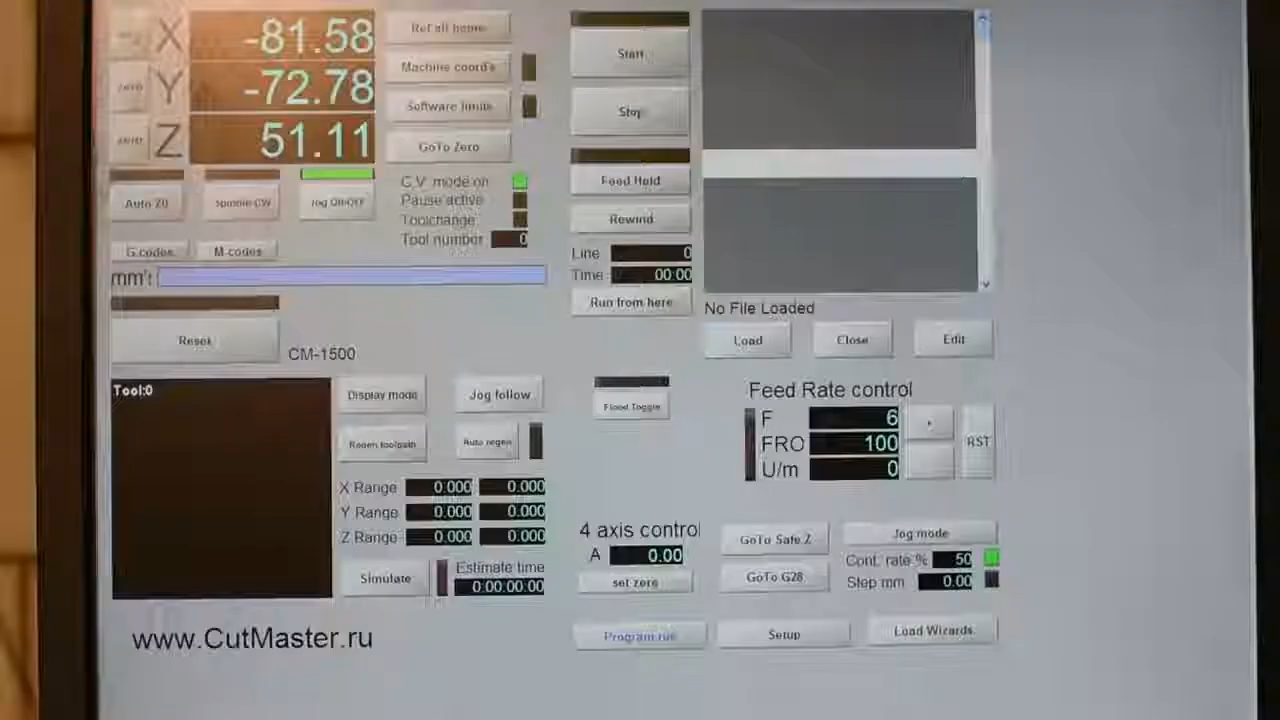 X -81.58
zero Y -72.78
zero Z 51.11
Ref all home
Machine coord's
Software limits
GoTo Zero
Auto Z0
Spindle CW
Jog On/Off
C.V. mode on
Pause active
Toolchange
Tool number 0
G.codes.
M-codes
mm's
Reset
CM-1500
Start
Stop
Feed Hold
Rewind
Line 0
Time 00:00
Run from here
No File Loaded
Load
Close
Edit
Tool:0
Display mode
Jog follow
Regen toolpath
Auto regen
X Range 0.000 0.000
Y Range 0.000 0.000
Z Range 0.000 0.000
Simulate
Estimate time
0:00:00:00
www.CutMaster.ru
Flood Toggle
Feed Rate control
F 6
FRO 100
U/m 0
RST
4 axis control
A 0.00
set zero
GoTo Safe Z
GoTo G28
Jog mode
Cont. rate % 50
Step mm 0.00
Program run
Setup
Load Wizards